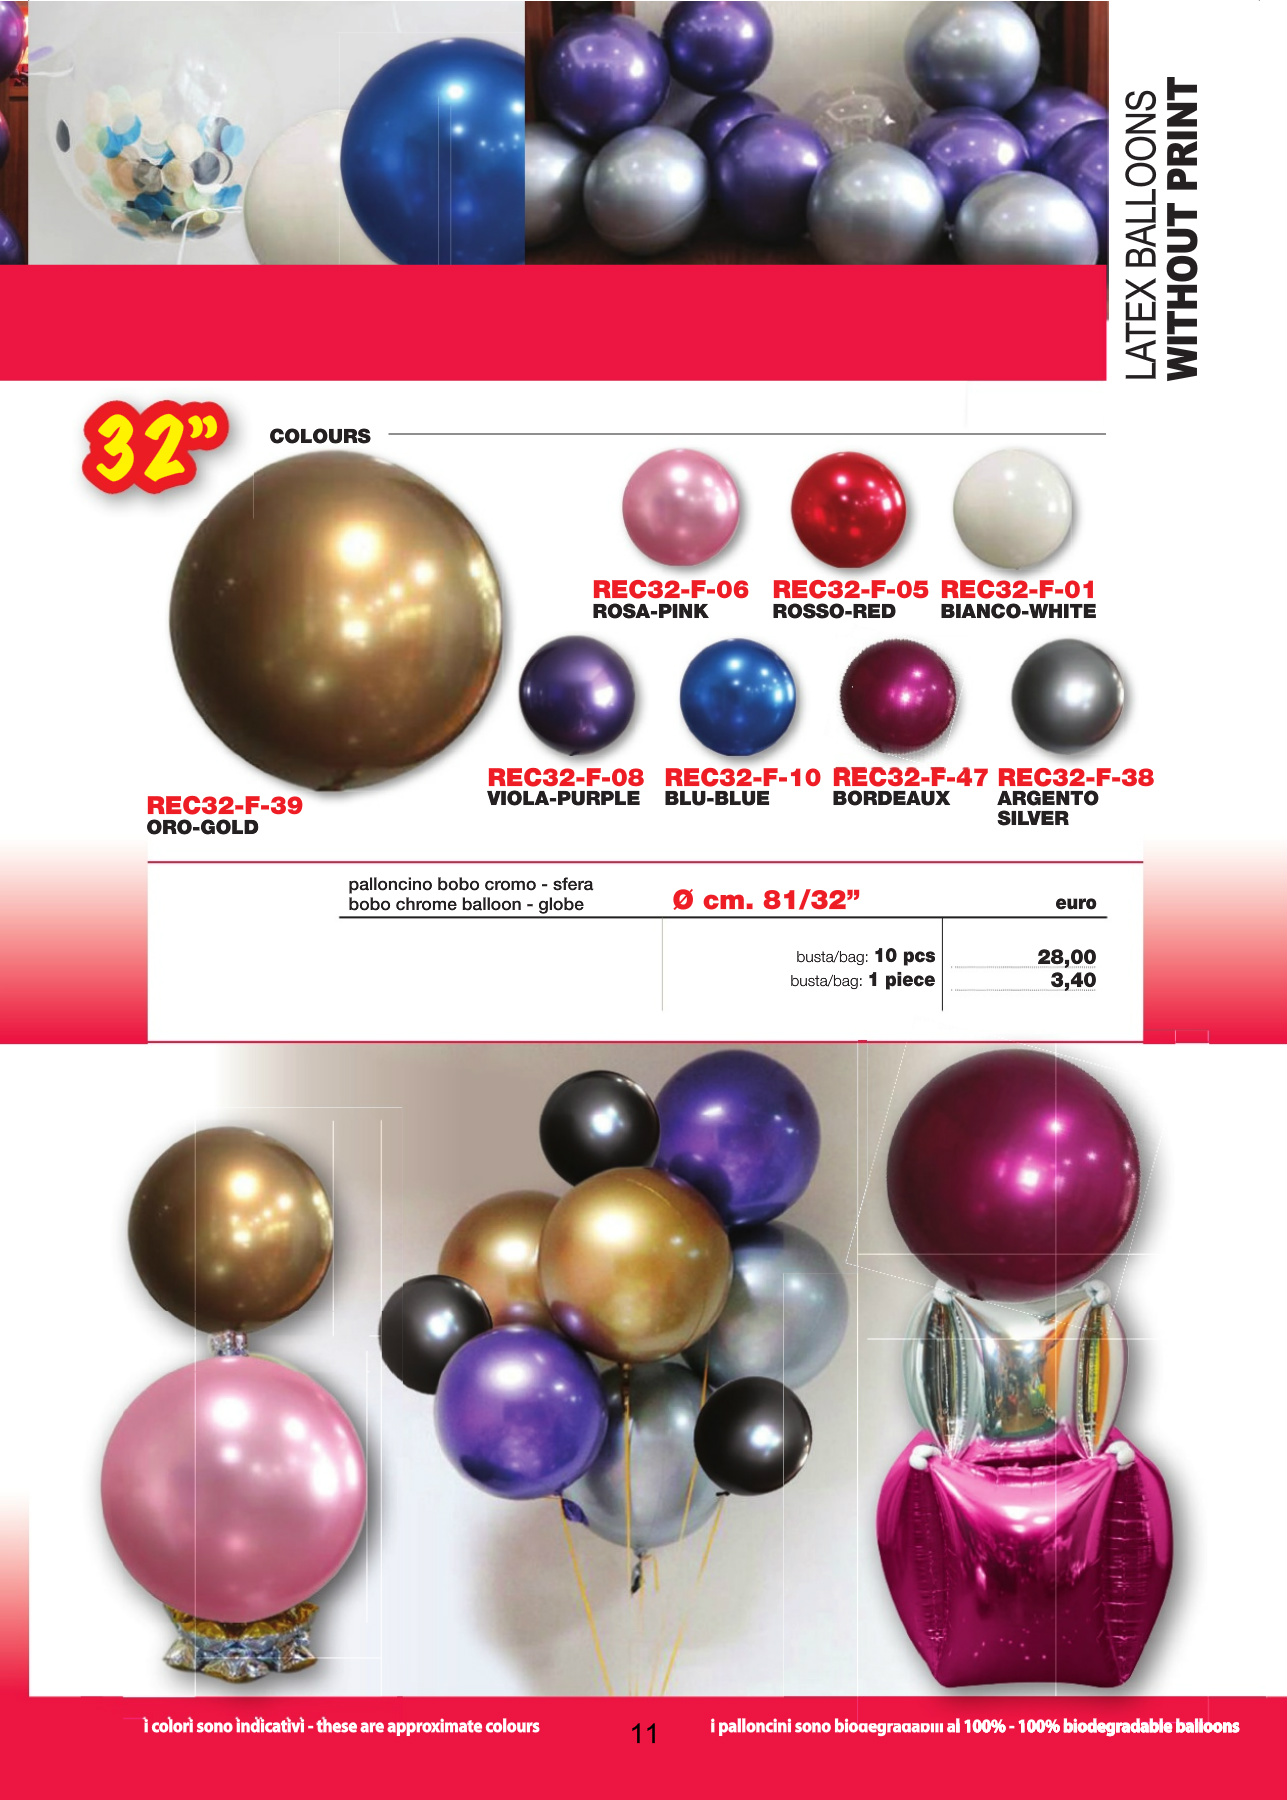 LATEX BALLOONS
WITHOUT PRINT
32”
COLOURS
REC32-F-06
ROSA-PINK
REC32-F-05
ROSSO-RED
REC32-F-01
BIANCO-WHITE
REC32-F-39
ORO-GOLD
REC32-F-08
VIOLA-PURPLE
REC32-F-10
BLU-BLUE
REC32-F-47
BORDEAUX
REC32-F-38
ARGENTO
SILVER
palloncino bobo cromo - sfera
bobo chrome balloon - globe
Ø cm. 81/32”
euro
busta/bag: 10 pcs 28,00
busta/bag: 1 piece 3,40
i colori sono indicativi - these are approximate colours
11
i palloncini sono biodegradabili al 100% - 100% biodegradable balloons